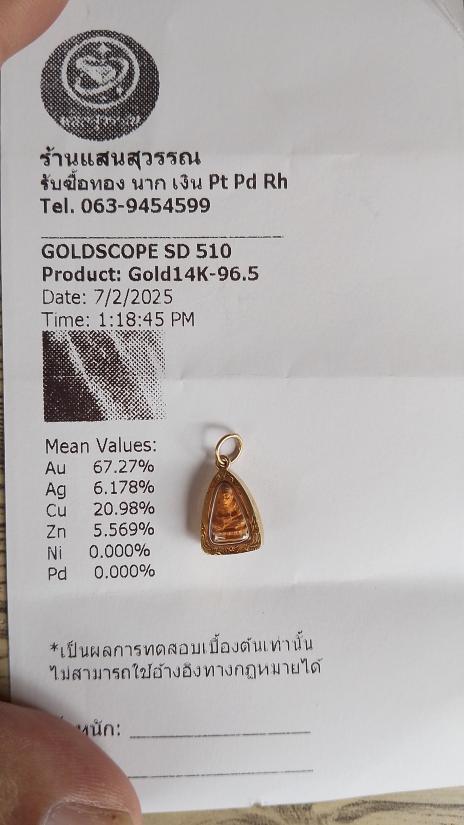 ร้านแสนสุวรรณ
รับซื้อทอง นาก เงิน Pt Pd Rh
Tel. 063-9454599
GOLDSCOPE SD 510
Product: Gold14K-96.5
Date: 7/2/2025
Time: 1:18:45 PM
Mean Values:
Au 67.27%
Ag 6.178%
Cu 20.98%
Zn 5.569%
Ni 0.000%
Pd 0.000%
*เป็นผลการทดสอบเบื้องต้นเท่านั้น
ไม่สามารถใช้อ้างอิงทางกฎหมายได้